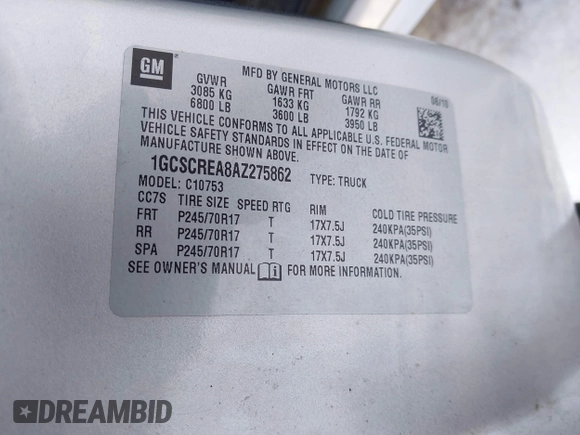 GM
MFD BY GENERAL MOTORS LLC
GVWR GAWR FRT GAWR RR 06/10
3085 KG 1633 KG 1792 KG
6800 LB 3600 LB 3950 LB
THIS VEHICLE CONFORMS TO ALL APPLICABLE U.S. FEDERAL MOTOR
VEHICLE SAFETY STANDARDS IN EFFECT ON THE DATE OF
MANUFACTURE SHOWN ABOVE.
1GCSCREA8AZ275862 TYPE: TRUCK
MODEL: C10753
CC7S TIRE SIZE SPEED RTG RIM COLD TIRE PRESSURE
FRT P245/70R17 T 17X7.5J 240KPA(35PSI)
RR P245/70R17 T 17X7.5J 240KPA(35PSI)
SPA P245/70R17 T 17X7.5J 240KPA(35PSI)
SEE OWNER'S MANUAL i FOR MORE INFORMATION.
DREAMBID